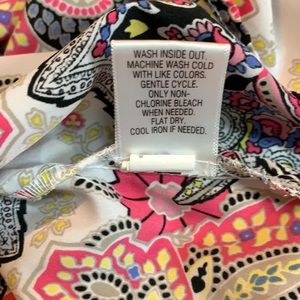 WASH INSIDE OUT.
MACHINE WASH COLD
WITH LIKE COLORS.
GENTLE CYCLE.
ONLY NON-
CHLORINE BLEACH
WHEN NEEDED.
FLAT DRY.
COOL IRON IF NEEDED.